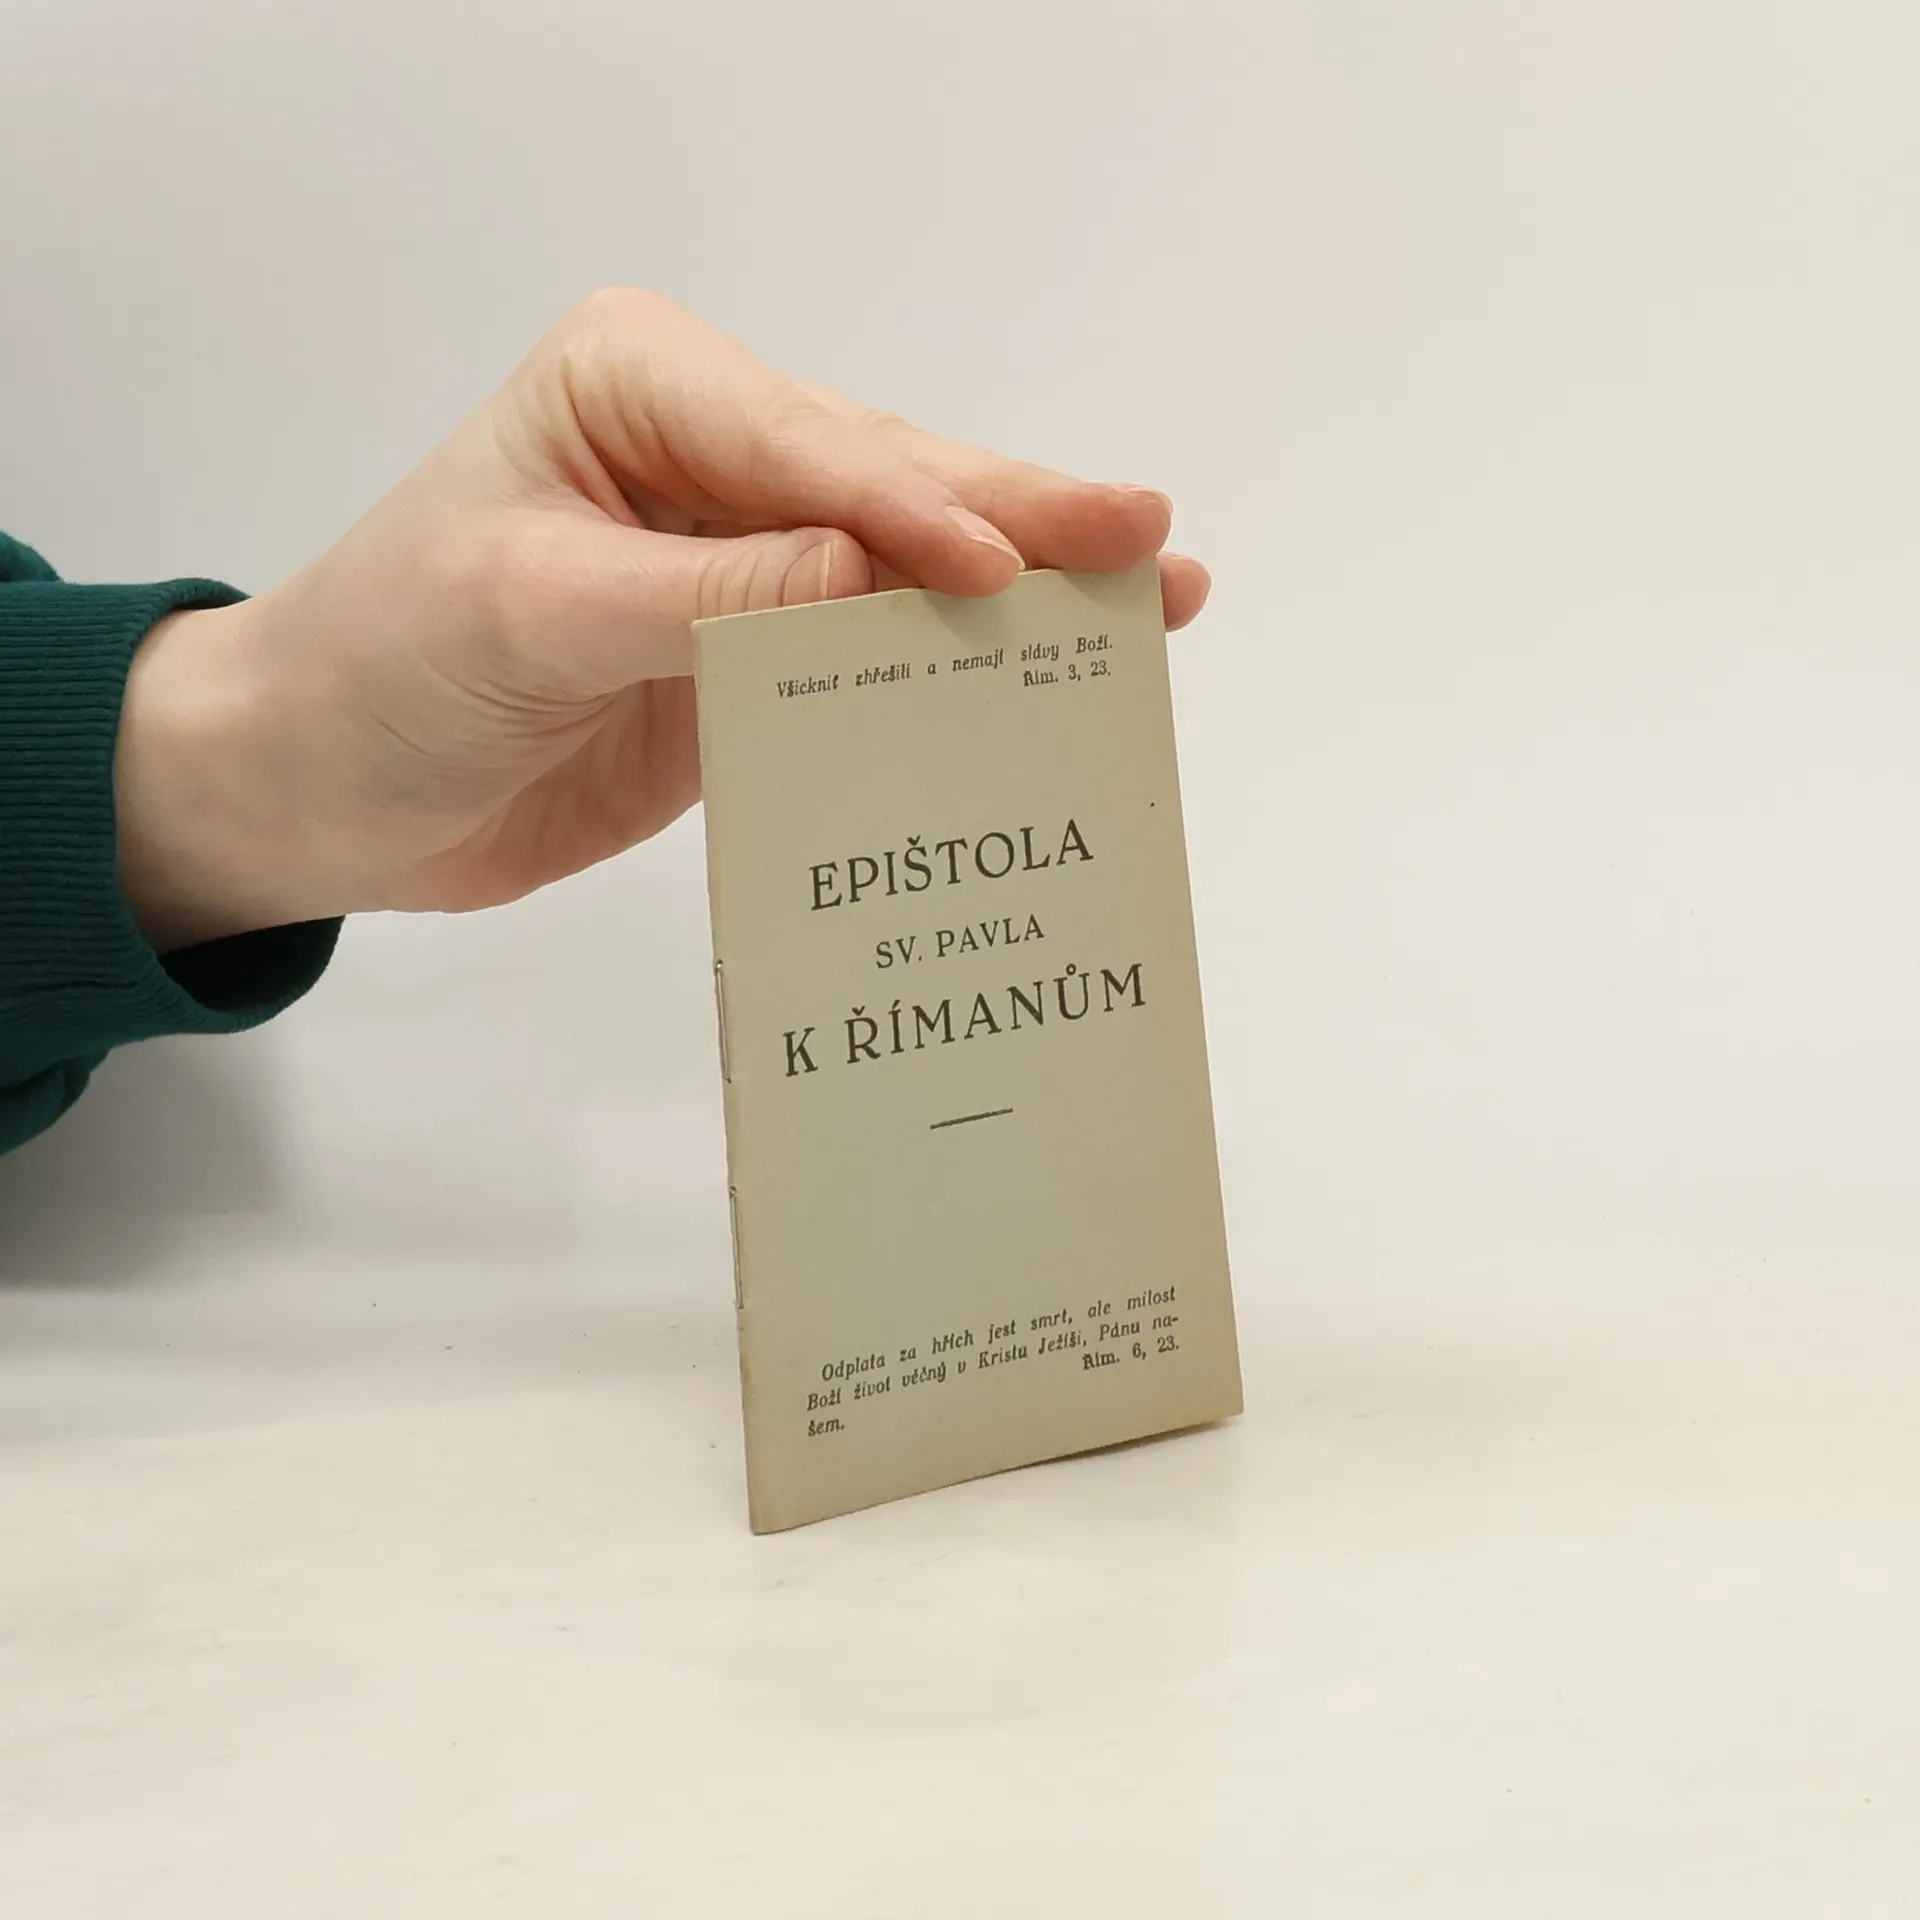 Všickniť zhřešili a nemají slávy Boží.
Řím. 3, 23.
EPIŠTOLA
SV. PAVLA
K ŘÍMANŮM
Odplata za hřích jest smrt, ale milost
Boží život věčný v Kristu Ježíši, Pánu na-
šem.
Řím. 6, 23.